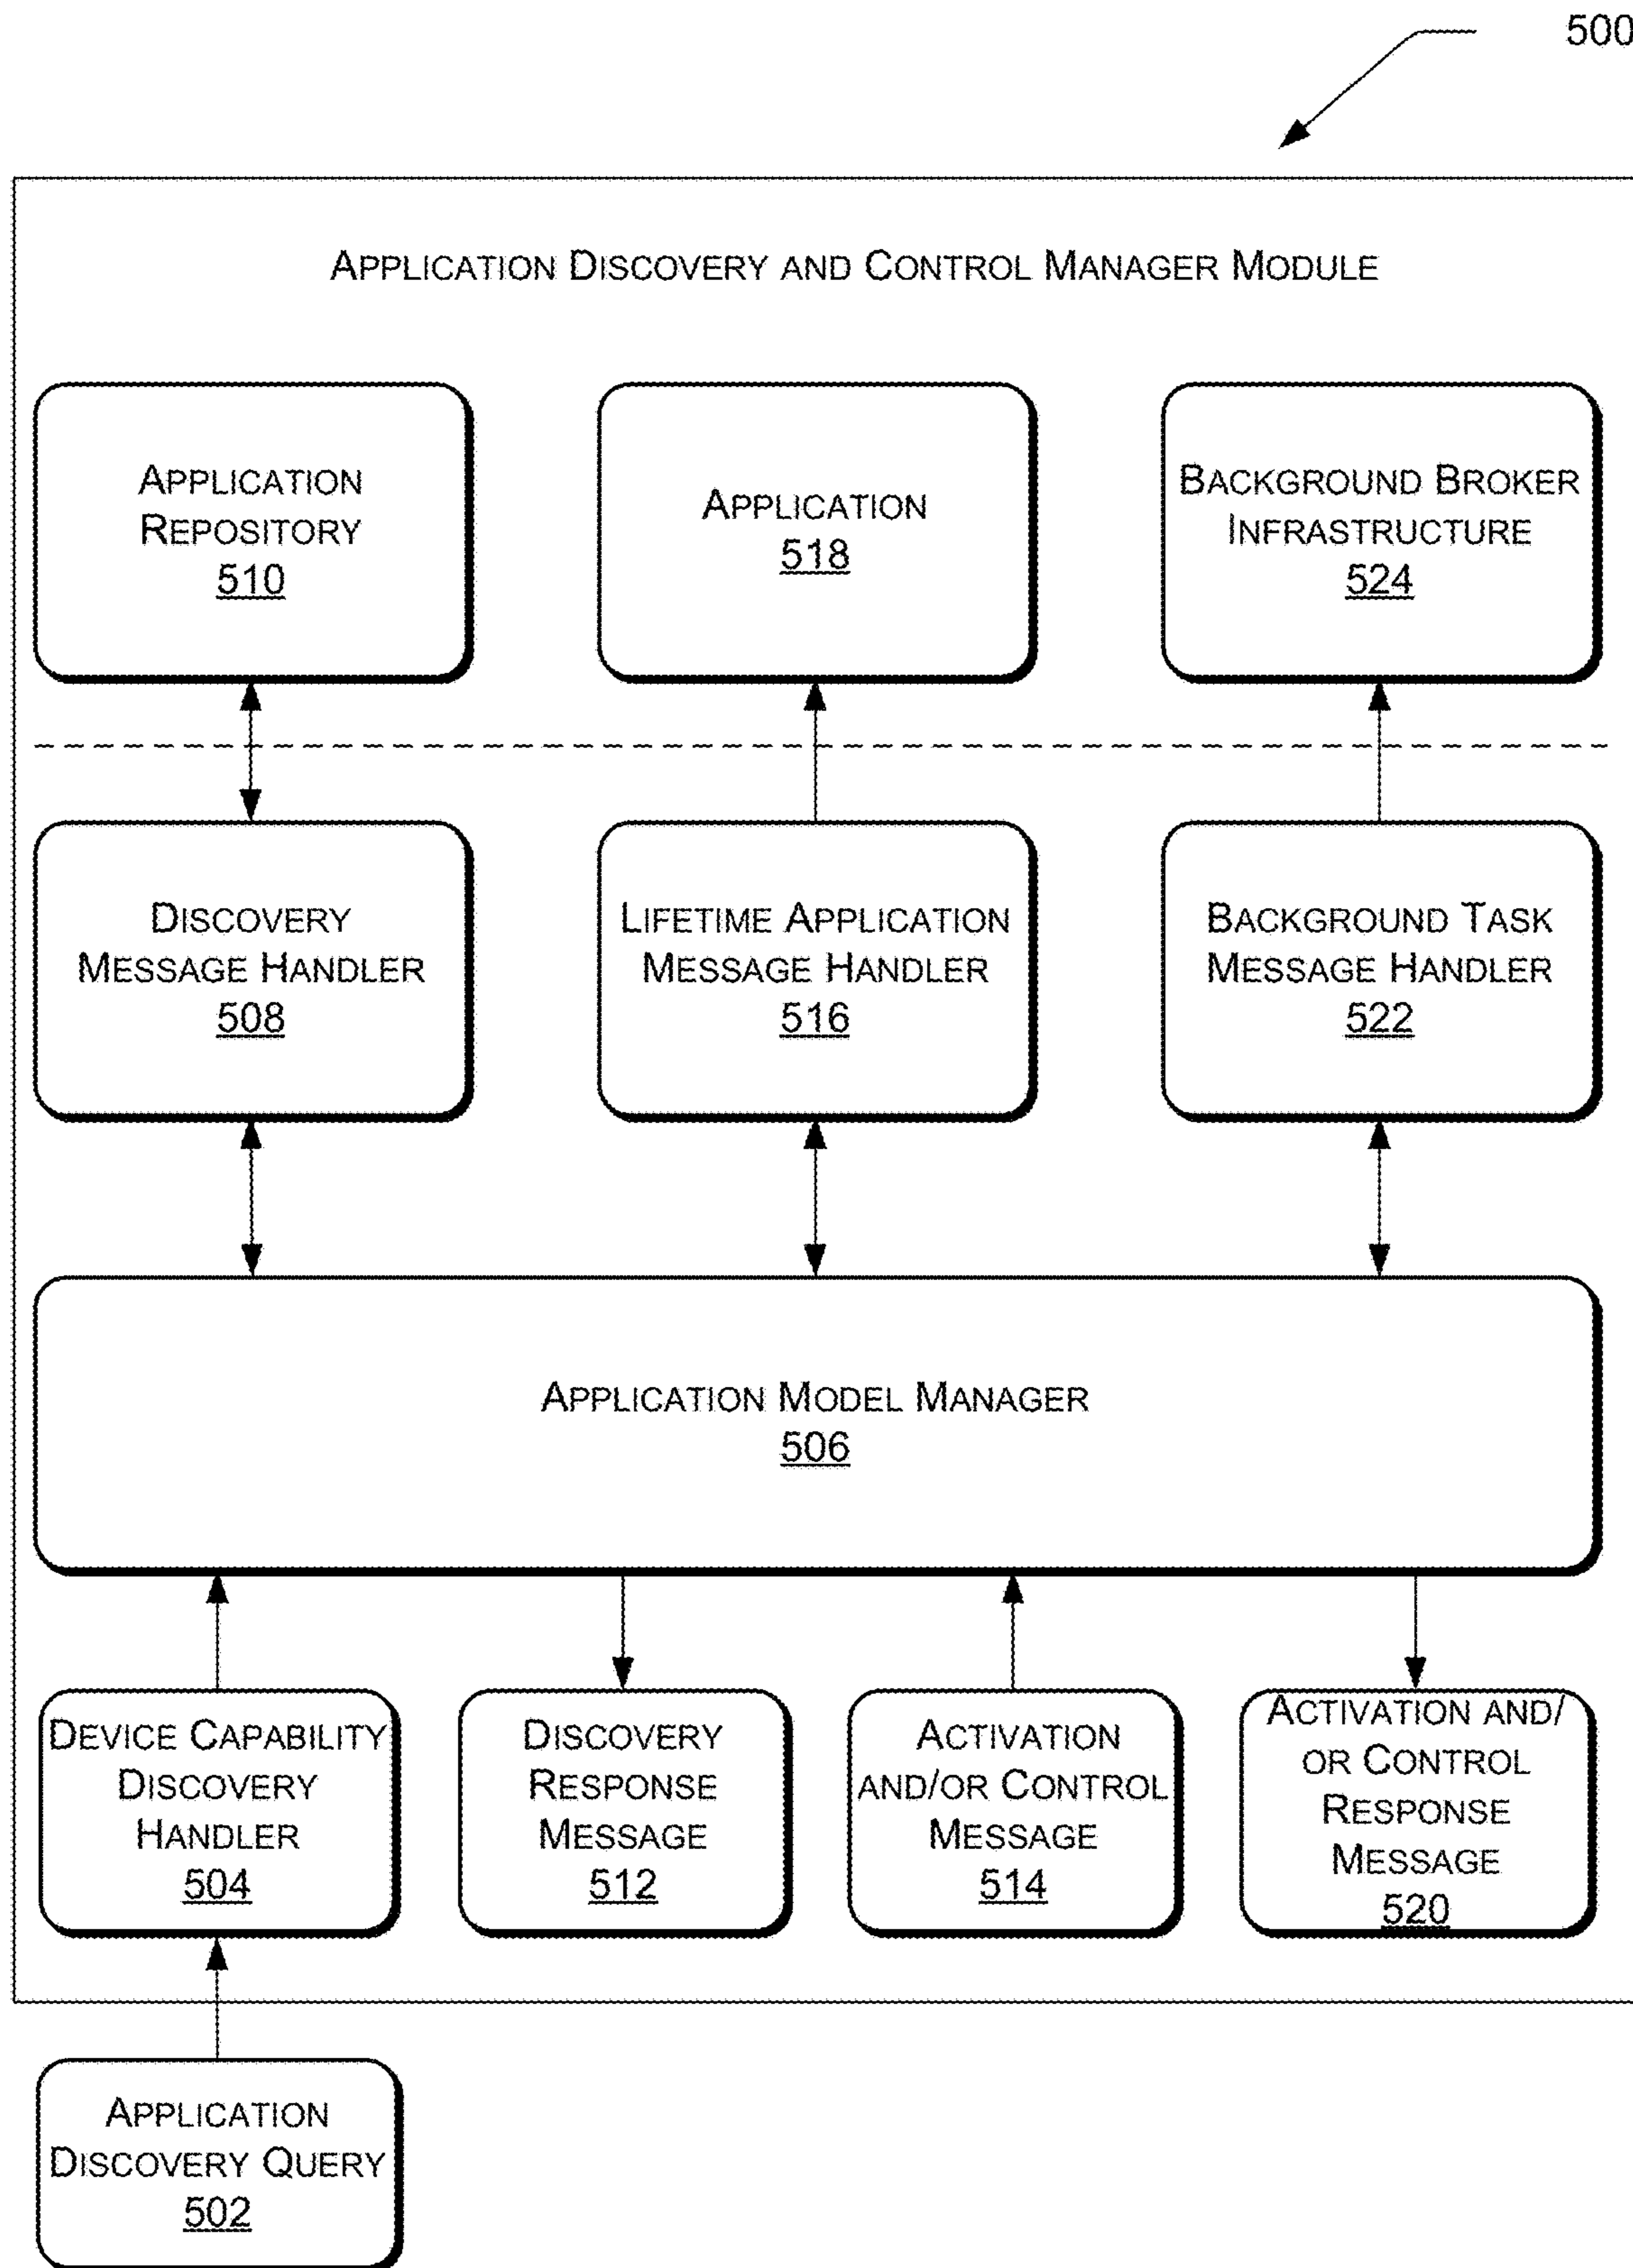 500
APPLICATION DISCOVERY AND CONTROL MANAGER MODULE
APPLICATION
REPOSITORY
510
APPLICATION
518
BACKGROUND BROKER
INFRASTRUCTURE
524
DISCOVERY
MESSAGE HANDLER
508
LIFETIME APPLICATION
MESSAGE HANDLER
516
BACKGROUND TASK
MESSAGE HANDLER
522
APPLICATION MODEL MANAGER
506
DEVICE CAPABILITY
DISCOVERY
HANDLER
504
DISCOVERY
RESPONSE
MESSAGE
512
ACTIVATION
AND/OR CONTROL
MESSAGE
514
ACTIVATION AND/
OR CONTROL
RESPONSE
MESSAGE
520
APPLICATION
DISCOVERY QUERY
502